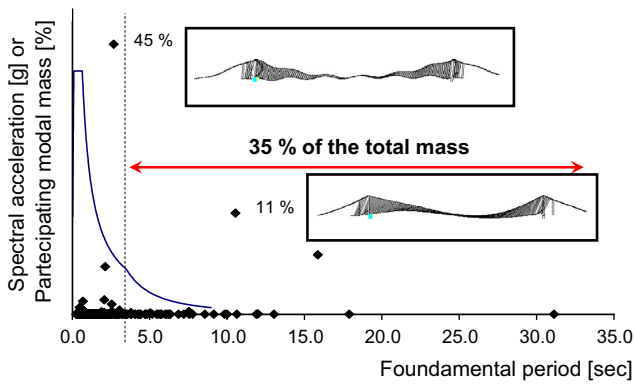 Spectral acceleration [g] or
Partecipating modal mass [%]
45 %
35 % of the total mass
11 %
0.0 5.0 10.0 15.0 20.0 25.0 30.0 35.0
Foundamental period [sec]